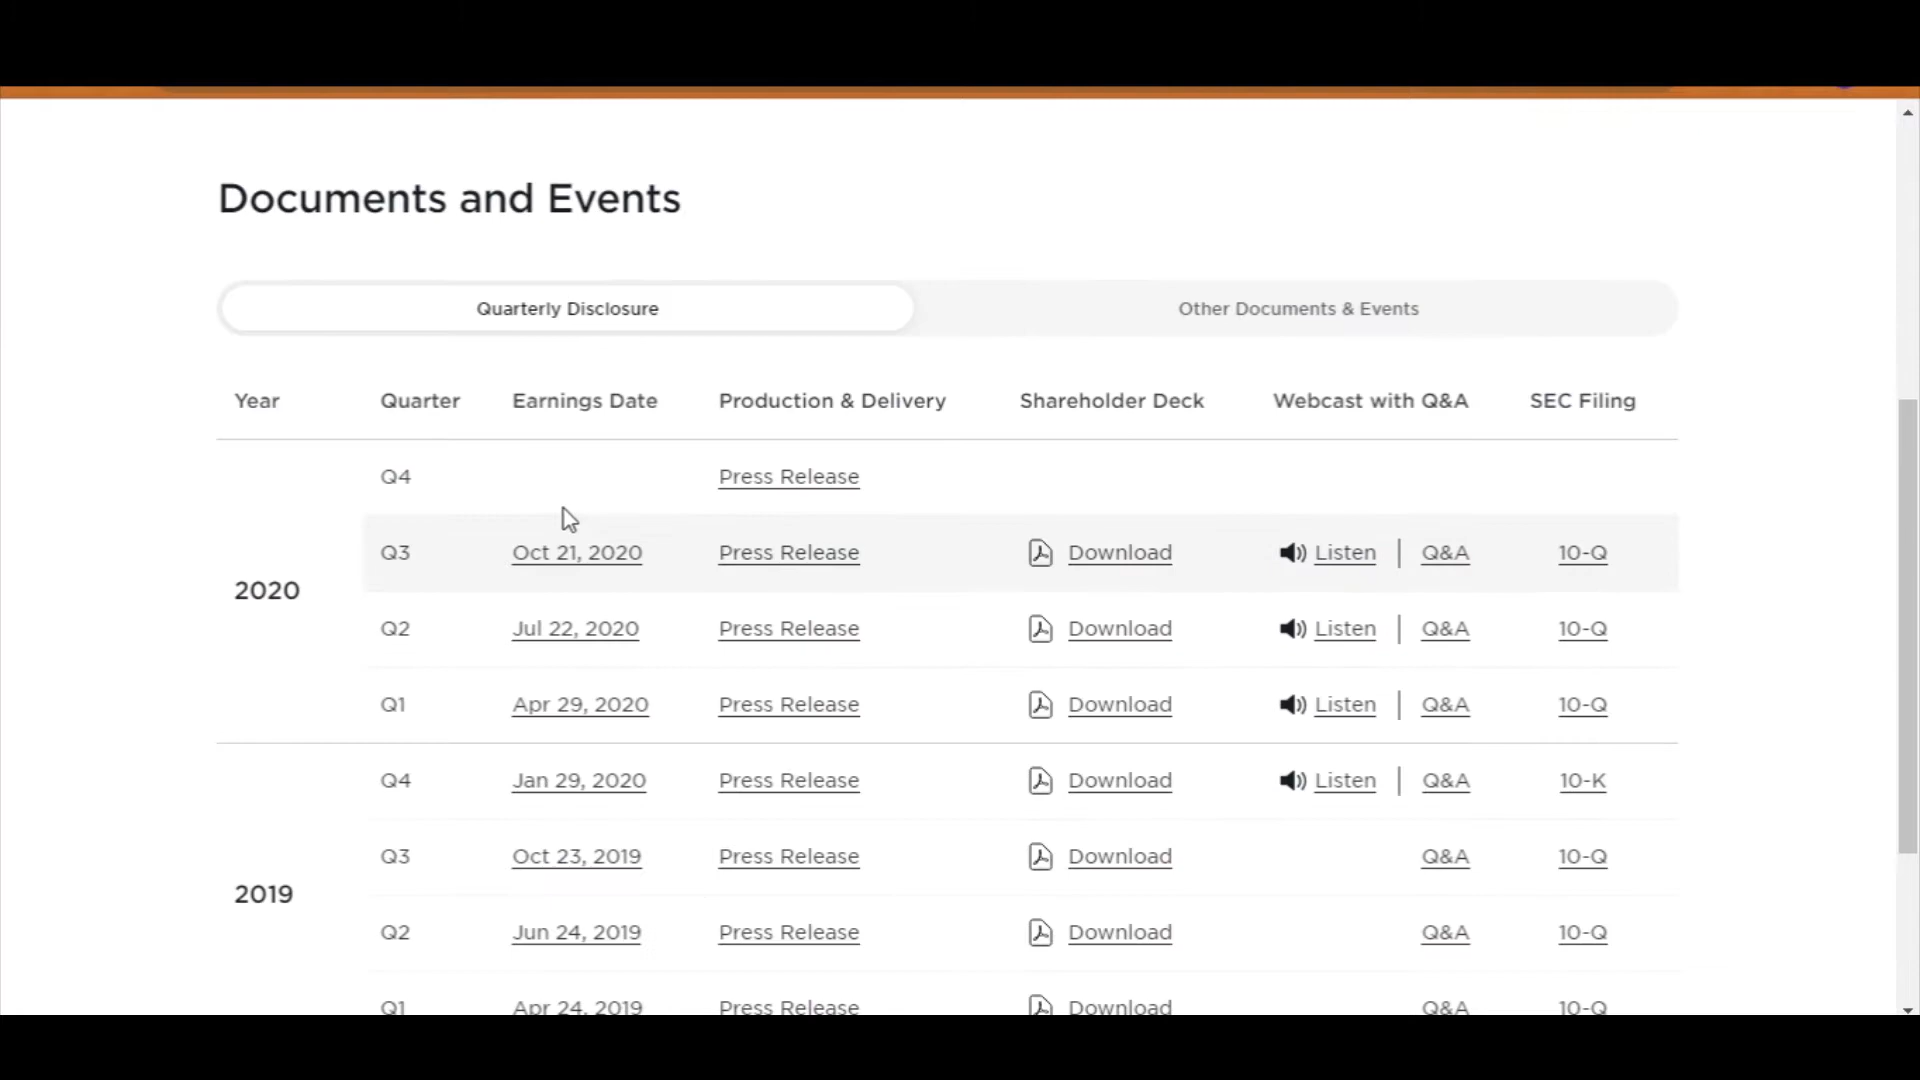 Documents and Events
Quarterly Disclosure Other Documents & Events
Year Quarter Earnings Date Production & Delivery Shareholder Deck Webcast with Q&A SEC Filing
Q4 Press Release
Q3 Oct 21, 2020 Press Release Download Listen | Q&A 10-Q
2020
Q2 Jul 22, 2020 Press Release Download Listen | Q&A 10-Q
Q1 Apr 29, 2020 Press Release Download Listen | Q&A 10-Q
Q4 Jan 29, 2020 Press Release Download Listen | Q&A 10-K
Q3 Oct 23, 2019 Press Release Download Q&A 10-Q
2019
Q2 Jun 24, 2019 Press Release Download Q&A 10-Q
Q1 Apr 24, 2019 Press Release Download Q&A 10-Q